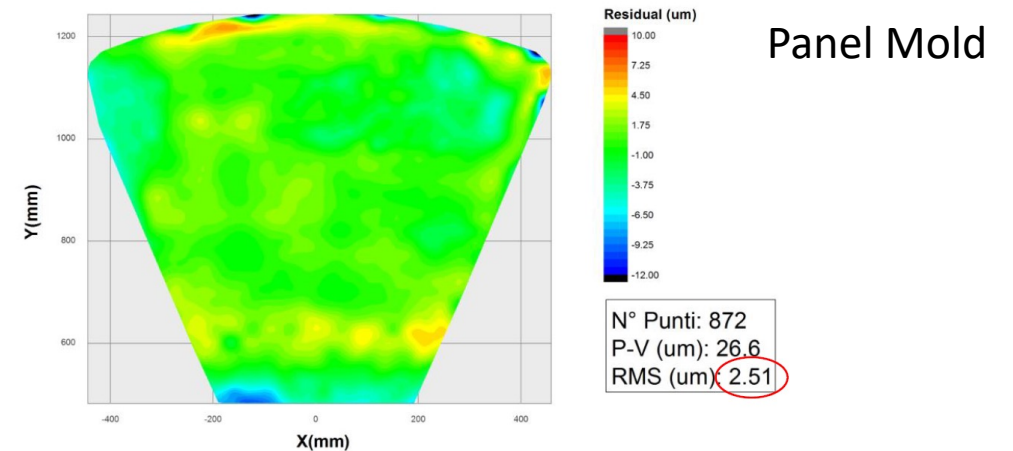 Panel Mold
Residual (um)
10.00
7.25
4.50
1.75
-1.00
-3.75
-6.50
-9.25
-12.00
Y(mm)
1200
1000
800
600
-400
-200
0
200
400
X(mm)
N° Punti: 872
P-V (um): 26.6
RMS (um): 2.51